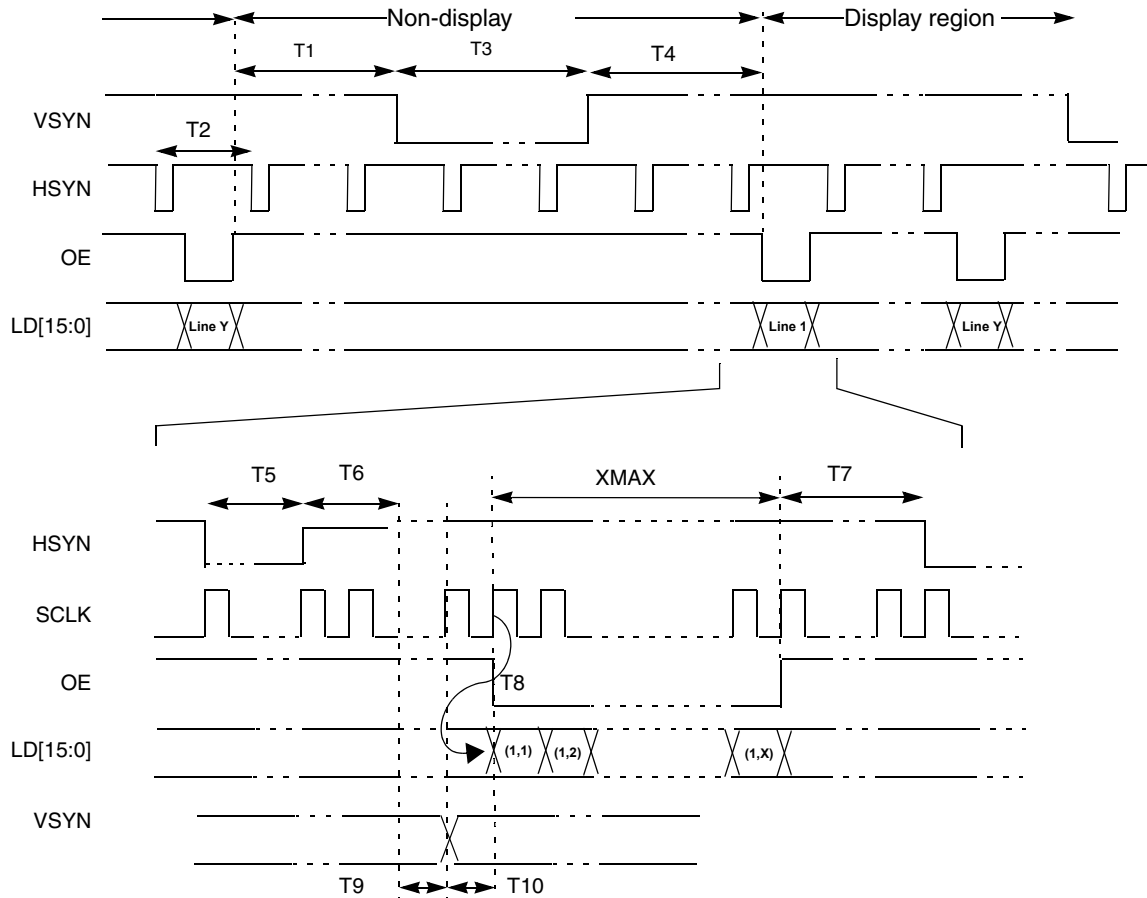 Non-display Display region
T1 T3 T4
VSYN
T2
HSYN
OE
LD[15:0] Line Y Line 1 Line Y
T5 T6 XMAX T7
HSYN
SCLK
OE T8
LD[15:0] (1,1) (1,2) (1,X)
VSYN
T9 T10